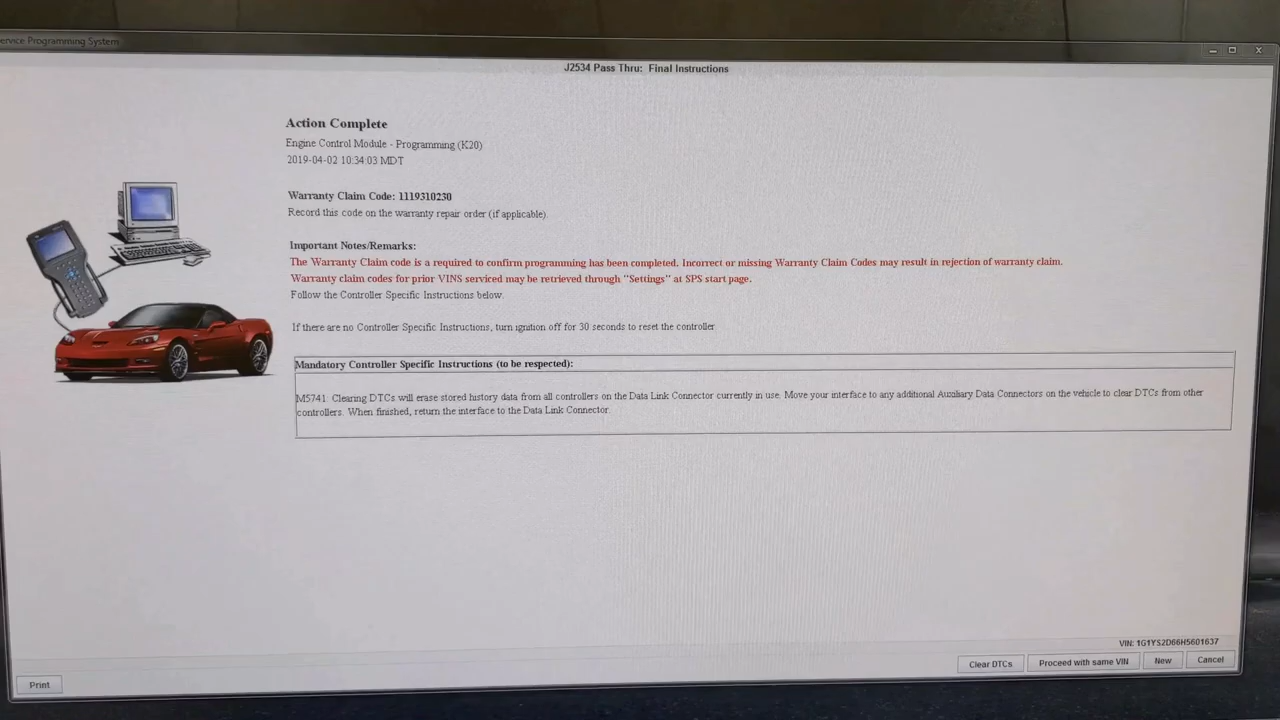 ervice Programming System
J2534 Pass Thru: Final Instructions
Action Complete
Engine Control Module - Programming (K20)
2019-04-02 10:34:03 MDT
Warranty Claim Code: 1119310230
Record this code on the warranty repair order (if applicable).
Important Notes/Remarks:
The Warranty Claim code is a required to confirm programming has been completed. Incorrect or missing Warranty Claim Codes may result in rejection of warranty claim.
Warranty claim codes for prior VINS serviced may be retrieved through "Settings" at SPS start page.
Follow the Controller Specific Instructions below.
If there are no Controller Specific Instructions, turn ignition off for 30 seconds to reset the controller.
Mandatory Controller Specific Instructions (to be respected):
M5741: Clearing DTCs will erase stored history data from all controllers on the Data Link Connector currently in use. Move your interface to any additional Auxiliary Data Connectors on the vehicle to clear DTCs from other
controllers. When finished, return the interface to the Data Link Connector.
VIN: 1G1YS2D66H5601637
Clear DTCs Proceed with same VIN New Cancel
Print